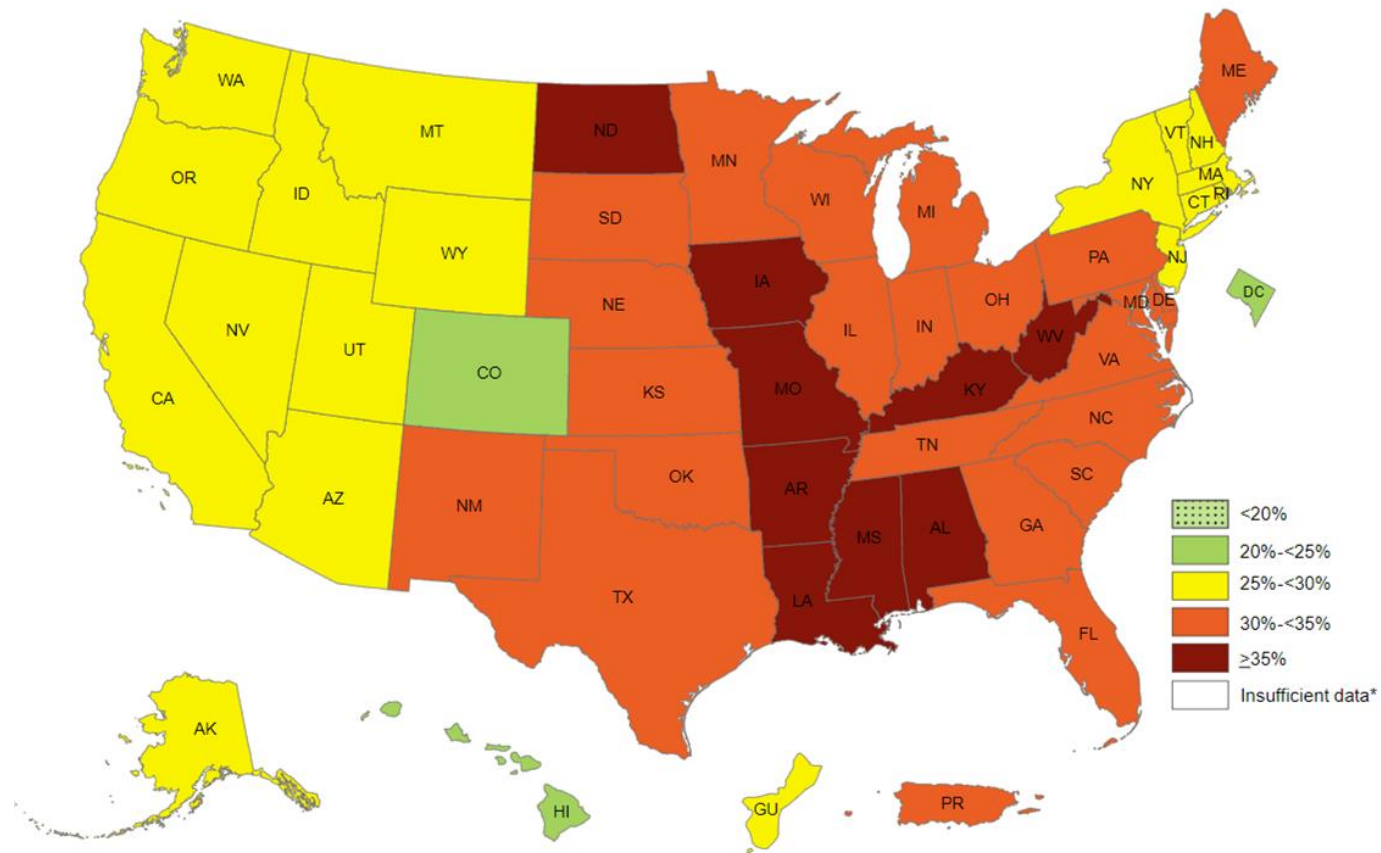 WA
MT
ND
MN
ME
OR
ID
WY
SD
WI
MI
NY
VT
NH
MA
CT
RI
NV
UT
CO
NE
IA
IL
IN
OH
PA
NJ
MD
DE
DC
CA
AZ
NM
KS
MO
KY
WV
VA
OK
AR
TN
NC
SC
TX
LA
MS
AL
GA
FL
AK
HI
GU
PR
<20%
20%-<25%
25%-<30%
30%-<35%
≥35%
Insufficient data*